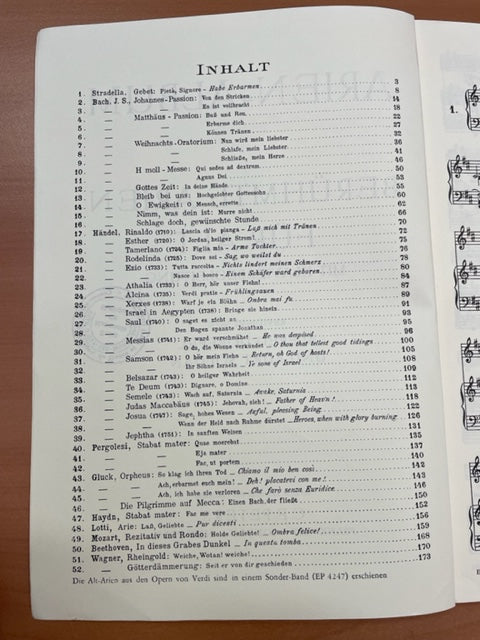 INHALT
1. Stradella, Gebet: Pietà, Signore - Habe Erbarmen 3
2. Bach, J. S., Johannes-Passion: Von den Stricken 8
3. — — Es ist vollbracht 14
4. — Matthäus-Passion: Buß und Reu 18
5. — — Erbarme dich 22
6. — — Können Tränen 27
7. — Weihnachts-Oratorium: Nun wird mein liebster 32
8. — — Schlafe, mein Liebster 37
9. — — Schließe, mein Herze 41
10. — H moll-Messe: Qui sedes ad dextram 46
11. — — Agnus Dei 50
12. — Gottes Zeit: In deine Hände 53
13. — Bleib bei uns: Hochgelobter Gottessohn 55
14. — O Ewigkeit: O Mensch, errette 60
15. — Nimm, was dein ist: Murre nicht 62
16. — Schlage doch, gewünschte Stunde 66
17. Händel, Rinaldo (1710): Lascia ch'io pianga - Laß mich mit Tränen 70
18. — Esther (1720): O Jordan, heilger Strom 72
19. — Tamerlano (1724): Figlia mia - Arme Tochter 75
20. — Rodelinda (1725): Dove sei - Sag, wo weilst du 76
21. — Ezio (1733): Tutta raccolta - Nichts lindert meinen Schmerz 78
22. — — Nasce al bosco - Einem Schäfer ward geboren 80
23. — Athalia (1733): O Herr, hör unser Flehn! 84
24. — Alcina (1735): Verdi prati - Frühlingsauen 87
25. — Xerxes (1738): Warf je ein Bäum - Ombra mai fu 89
26. — Israel in Aegypten (1738): Bringe sie hinein 91
27. — Saul (1740): O saget es nicht an 93
28. — — Den Bogen spannte Jonathan 95
29. — Messias (1741): Er ward verschmähet - He was despised 96
30. — — O du, die Wonne verkündet - O thou that tellest good tidings 100
31. — Samson (1742): O hör mein Flehn - Return, oh God of hosts! 105
32. — — Ihr Söhne Israels - Ye sons of Israel 108
33. — Belsazar (1743): O heilger Wahrheit 109
34. — Te Deum (1743): Dignare, o Domine 112
35. — Semele (1743): Wach auf, Saturnia - Awake, Saturnia 113
36. — Judas Maccabäus (1745): Jehovah, sieh! - Father of Heav'n! 118
37. — Josua (1747): Sage, hohes Wesen - Awful, pleasing Being 122
38. — — Wenn der Held nach Ruhme dürstet - Heroes, when with glory burning 126
39. — Jephtha (1751): In sanften Weisen 131
40. Pergolesi, Stabat mater: Quae moerebat 135
41. — — Eja mater 137
42. — — Fac, ut portem 140
43. Gluck, Orpheus: So klag ich ihren Tod - Chiamo il mio ben così 142
44. — — Ach, erbarmet euch mein! - Deh! placatevi con me! 143
45. — — Ach, ich habe sie verloren - Che farò senza Euridice 146
46. — Die Pilgrimme auf Mecca: Einen Bach, der fließt 150
47. Haydn, Stabat mater: Fac me vere 152
48. Lotti, Arie: Laß, Geliebte - Pur dicesti 156
49. Mozart, Rezitativ und Rondo: Holde Geliebte! - Ombra felice! 159
50. Beethoven, In dieses Grabes Dunkel - In questa tomba 168
51. Wagner, Rheingold: Weiche, Wotan! weiche! 170
52. — Götterdämmerung: Seit er von dir geschieden 173
Die Alt-Arien aus den Opern von Verdi sind in einem Sonder-Band (EP 4247) erschienen
1.